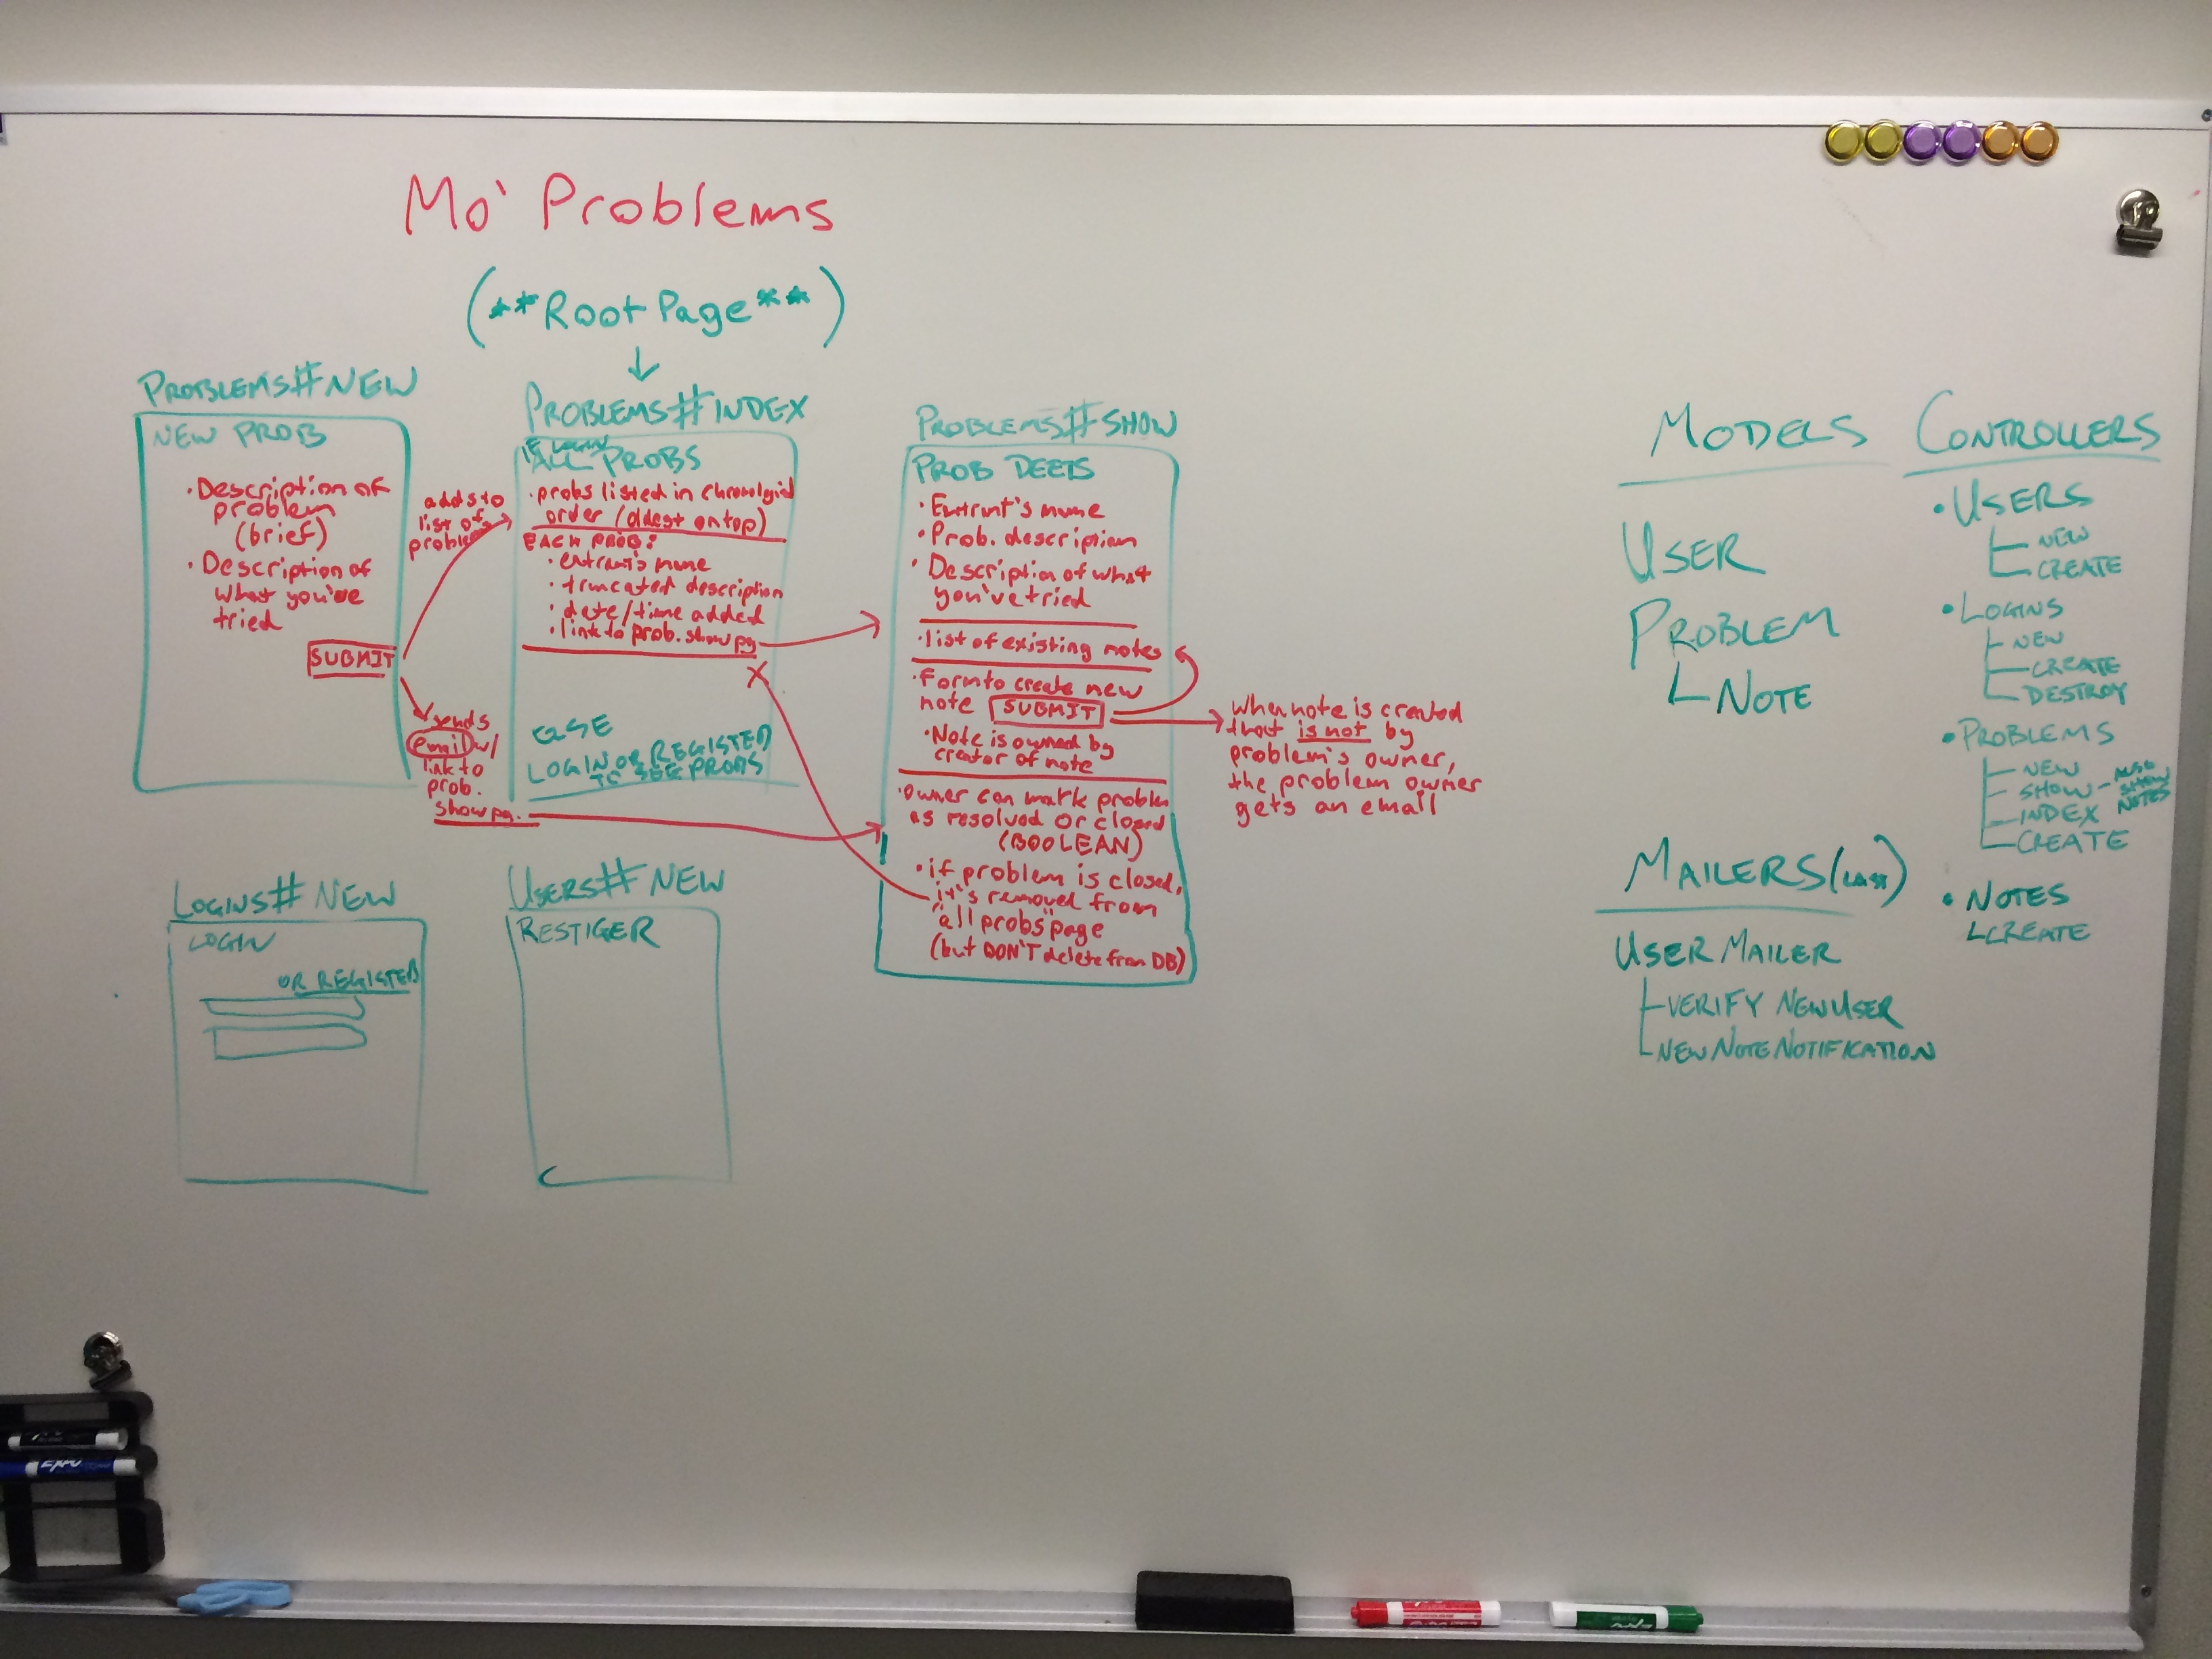 Mo' Problems
(**Root Page**)
PROBLEMS#NEW
NEW PROB
·Description of
problem
(brief)
·Description of
what you've
tried
SUBMIT
adds to
list of
problems
sends
email w/
link to
prob.
show pg.
PROBLEMS#INDEX
IF LOGIN
ALL PROBS
·probs listed in
order (oldest on top)
EACH PROB:
·entrant's name
·truncated description
·date/time added
·link to prob. show pg
ELSE
LOGIN OR REGISTER
TO SEE PROBS
PROBLEMS#SHOW
PROB DEETS
·Entrant's name
·Prob. description
·Description of what
you've tried
·list of existing notes
·Form to create new
note SUBMIT
·Note is owned by
creator of note
·Owner can mark problem
as resolved or closed
(BOOLEAN)
·if problem is closed,
it's removed from
"all probs" page
(but DON'T delete from DB)
When note is created
that is not by
problem's owner,
the problem owner
gets an email
LOGINS#NEW
LOGIN
OR REGISTER
USERS#NEW
RESTIGER
MODELS
USER
PROBLEM
NOTE
MAILERS (LAST)
USER MAILER
VERIFY NEW USER
NEW NOTE NOTIFICATION
CONTROLLERS
·USERS
NEW
CREATE
·LOGINS
NEW
CREATE
DESTROY
·PROBLEMS
NEW
SHOW - ALSO SHOW NOTES
INDEX
CREATE
·NOTES
CREATE
EXPO